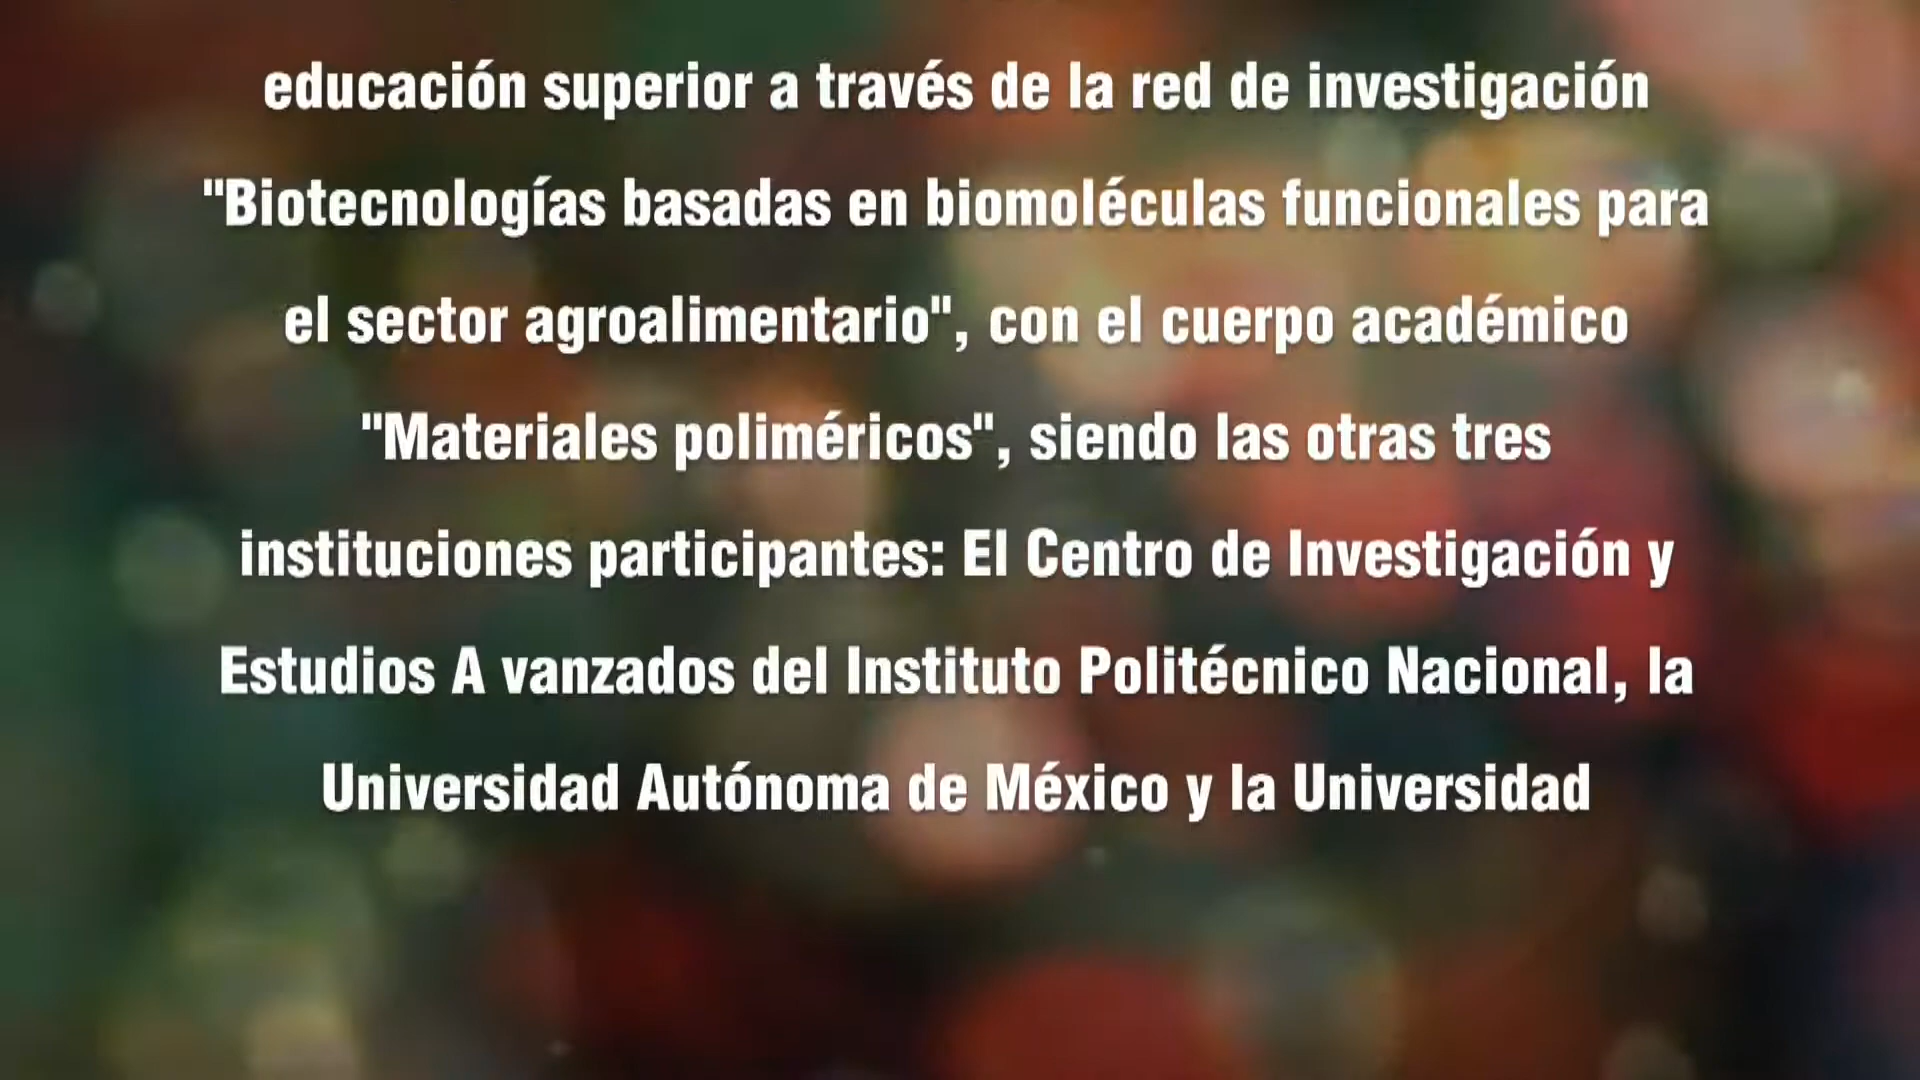 educación superior a través de la red de investigación
"Biotecnologías basadas en biomoléculas funcionales para
el sector agroalimentario", con el cuerpo académico
"Materiales poliméricos", siendo las otras tres
instituciones participantes: El Centro de Investigación y
Estudios A vanzados del Instituto Politécnico Nacional, la
Universidad Autónoma de México y la Universidad